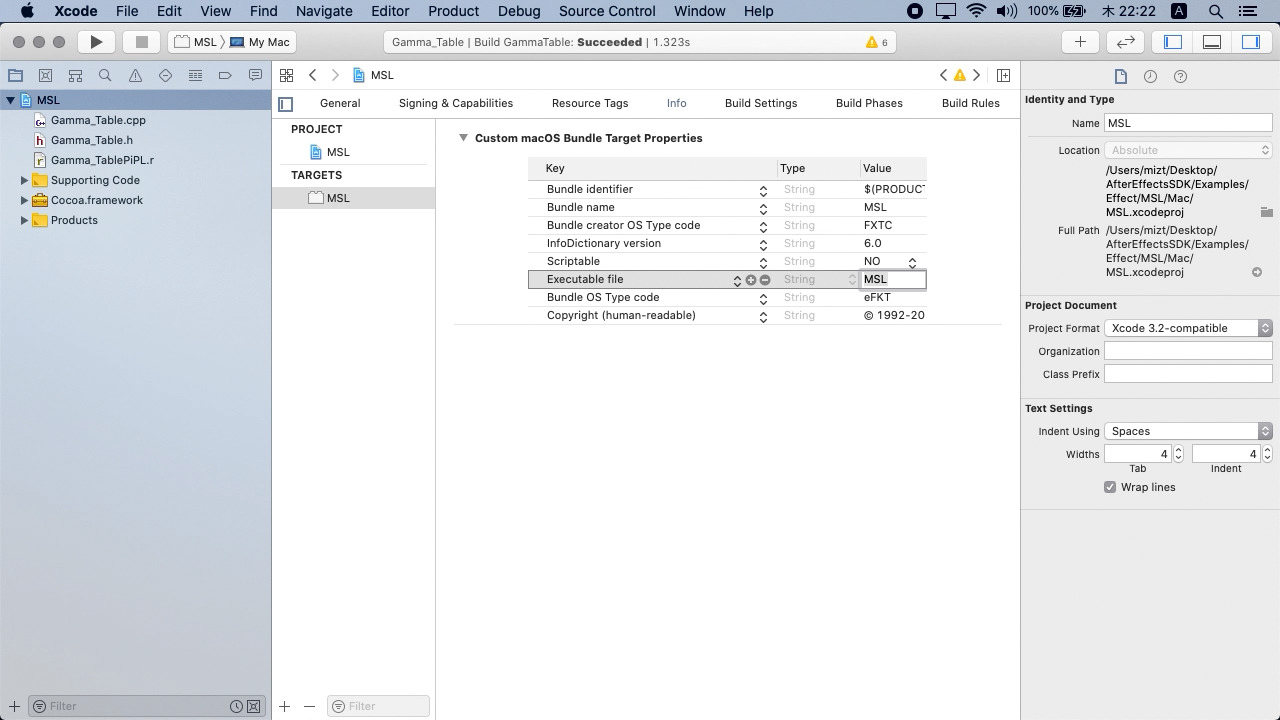 Xcode File Edit View Find Navigate Editor Product Debug Source Control Window Help 100% 木 22:22 A
MSL 〉 My Mac
Gamma_Table | Build GammaTable: Succeeded | 1.323s 6
MSL
MSL
General Signing & Capabilities Resource Tags Info Build Settings Build Phases Build Rules
MSL
Gamma_Table.cpp
Gamma_Table.h
Gamma_TablePiPL.r
Supporting Code
Cocoa.framework
Products
Filter
PROJECT
MSL
TARGETS
MSL
Filter
Custom macOS Bundle Target Properties
Key Type Value
Bundle identifier String $(PRODUCT
Bundle name String MSL
Bundle creator OS Type code String FXTC
InfoDictionary version String 6.0
Scriptable String NO
Executable file String MSL
Bundle OS Type code String eFKT
Copyright (human-readable) String © 1992-20
Identity and Type
Name MSL
Location Absolute
/Users/mizt/Desktop/
AfterEffectsSDK/Examples/
Effect/MSL/Mac/
MSL.xcodeproj
Full Path /Users/mizt/Desktop/
AfterEffectsSDK/Examples/
Effect/MSL/Mac/
MSL.xcodeproj
Project Document
Project Format Xcode 3.2-compatible
Organization
Class Prefix
Text Settings
Indent Using Spaces
Widths 4 4
Tab Indent
Wrap lines